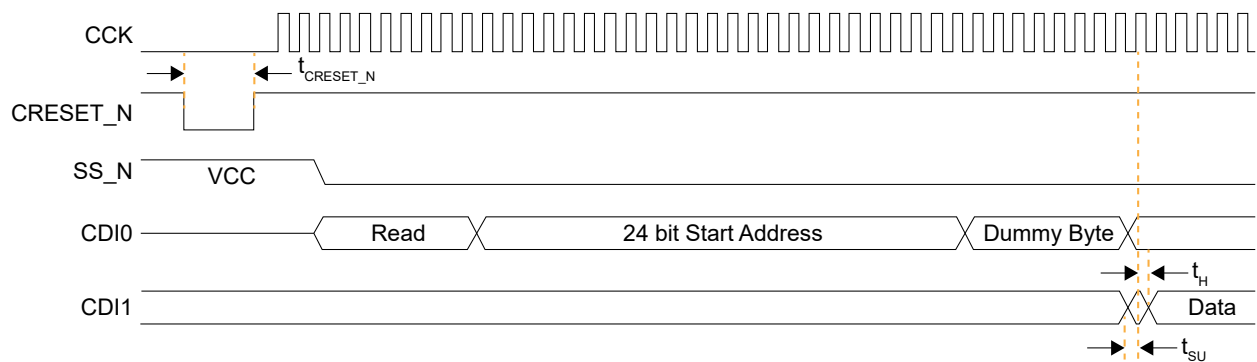 CCK
tCRESET_N
CRESET_N
SS_N VCC
CDI0 Read 24 bit Start Address Dummy Byte
tH
CDI1 Data
tSU